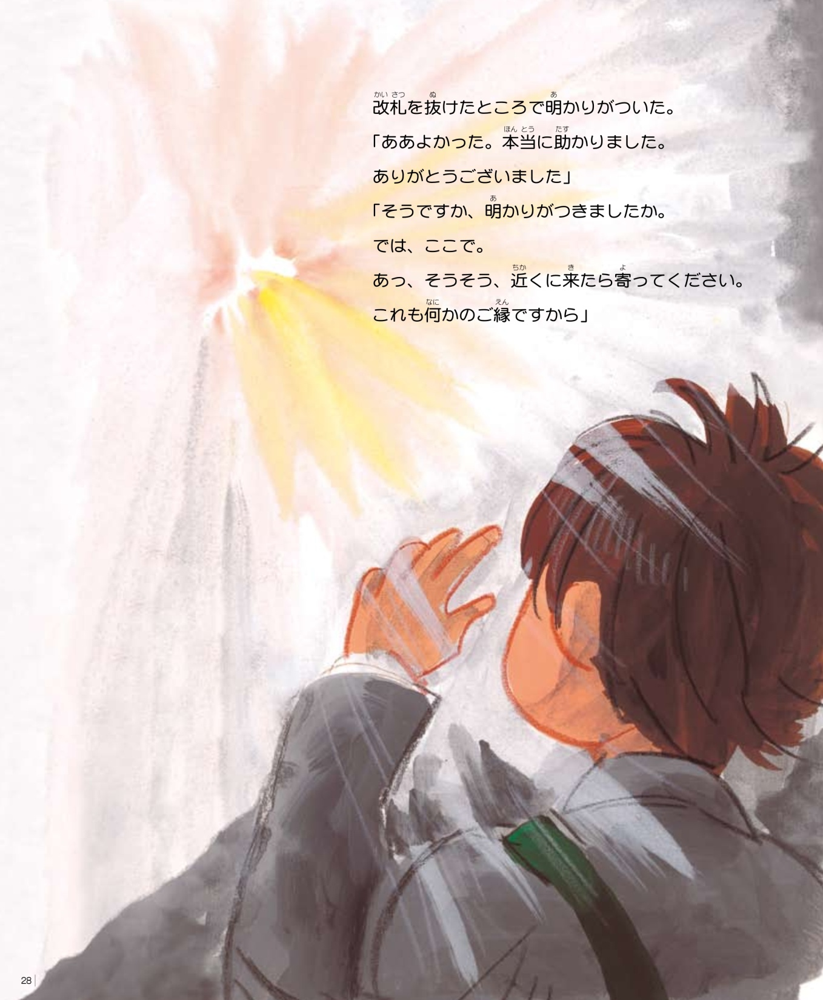 改札を抜けたところで明かりがついた。
「ああよかった。本当に助かりました。
ありがとうございました」
「そうですか、明かりがつきましたか。
では、ここで。
あっ、そうそう、近くに来たら寄ってください。
これも何かのご縁ですから」
28